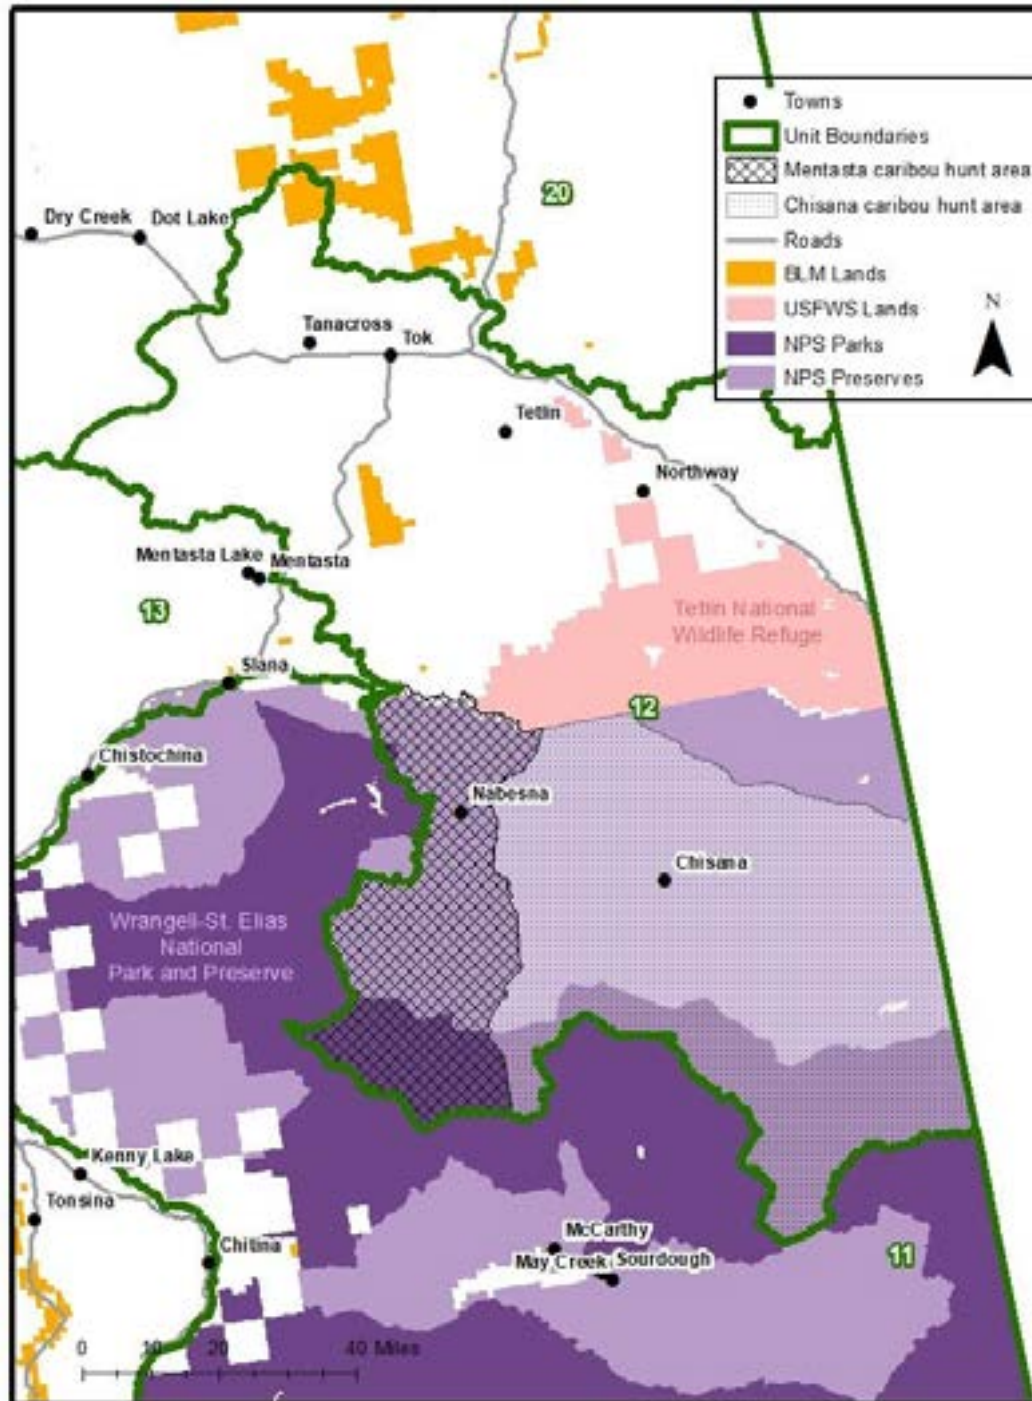 Towns
Unit Boundaries
Mentasta caribou hunt area
Chisana caribou hunt area
Roads
BLM Lands
USFWS Lands
NPS Parks
NPS Preserves
N
20
Dry Creek
Dot Lake
Tanacross
Tok
Tetlin
Northway
Mentasta Lake
Mentasta
13
Tetlin National
Wildlife Refuge
Slana
12
Chistochina
Nabesna
Chisana
Wrangell-St. Elias
National
Park and Preserve
Kenny Lake
Tonsina
Chitina
McCarthy
May Creek
Sourdough
11
0 10 20 40 Miles